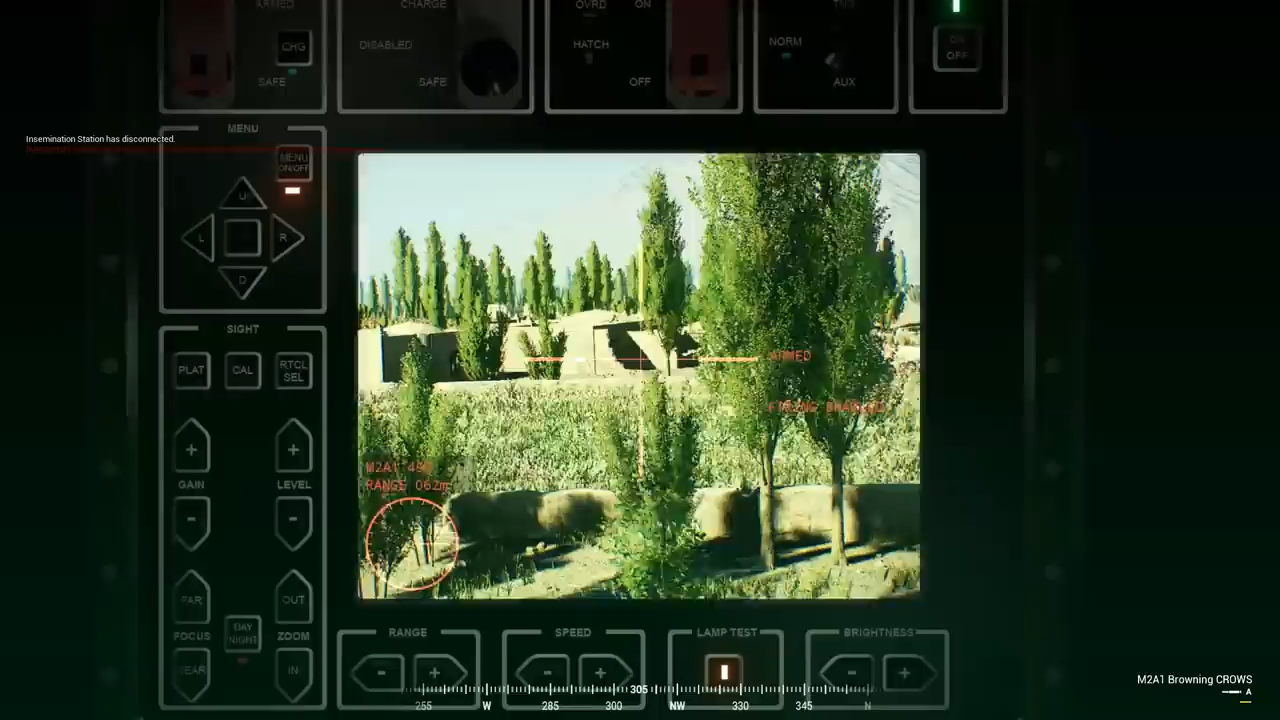 ARMED
CHARGE
OVRD
ON
CHG
SAFE
DISABLED
SAFE
HATCH
OFF
NORM
AUX
ON
OFF
Insemination Station has disconnected.
MENU
MENU
ON/OFF
U
L
R
D
SIGHT
PLAT
CAL
RTCL
SEL
+
+
GAIN
LEVEL
-
-
FAR
OUT
FOCUS
DAY
NIGHT
ZOOM
NEAR
IN
ARMED
M2A1
RANGE 062m
RANGE
- +
SPEED
- +
LAMP TEST
BRIGHTNESS
- +
305
255 W 285 300 NW 330 345 N
M2A1 Browning CROWS
A